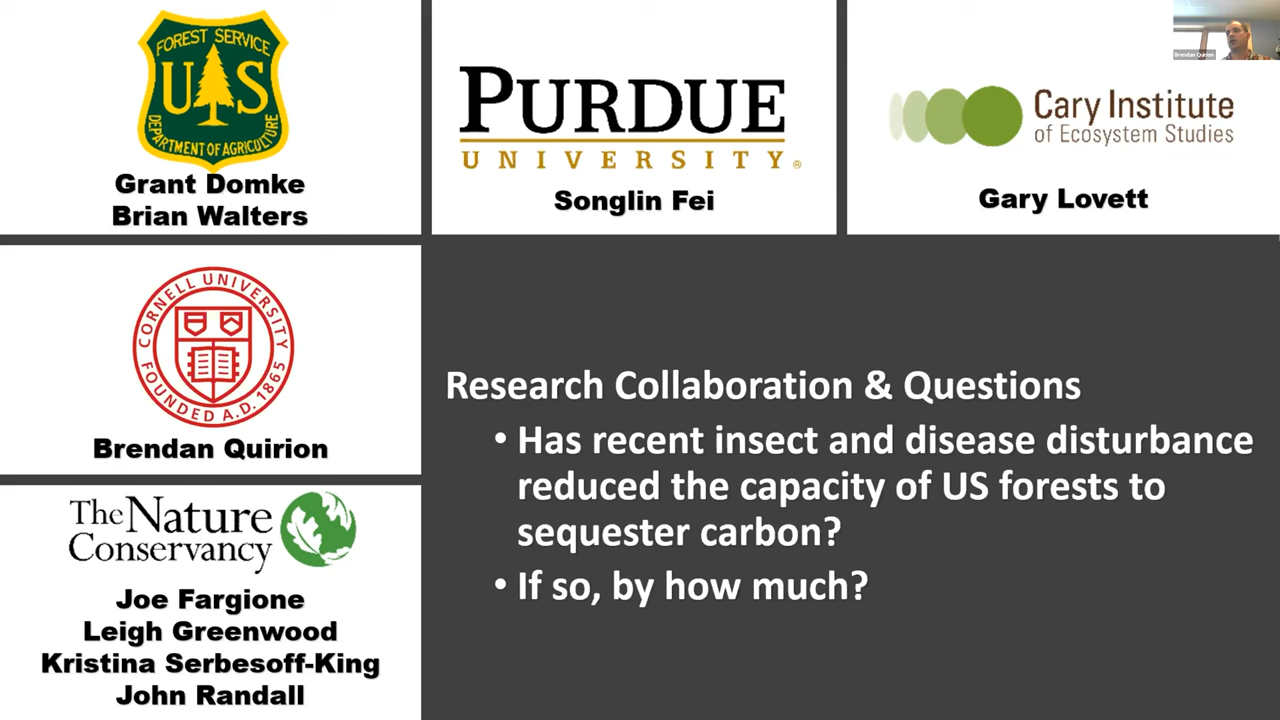 FOREST SERVICE
US
DEPARTMENT OF AGRICULTURE
Grant Domke
Brian Walters
PURDUE
UNIVERSITY®
Songlin Fei
Cary Institute
of Ecosystem Studies
Gary Lovett
Brendan Quirion
CORNELL UNIVERSITY
FOUNDED A.D. 1865
Brendan Quirion
The Nature
Conservancy
Joe Fargione
Leigh Greenwood
Kristina Serbesoff-King
John Randall
Research Collaboration & Questions
• Has recent insect and disease disturbance
reduced the capacity of US forests to
sequester carbon?
• If so, by how much?